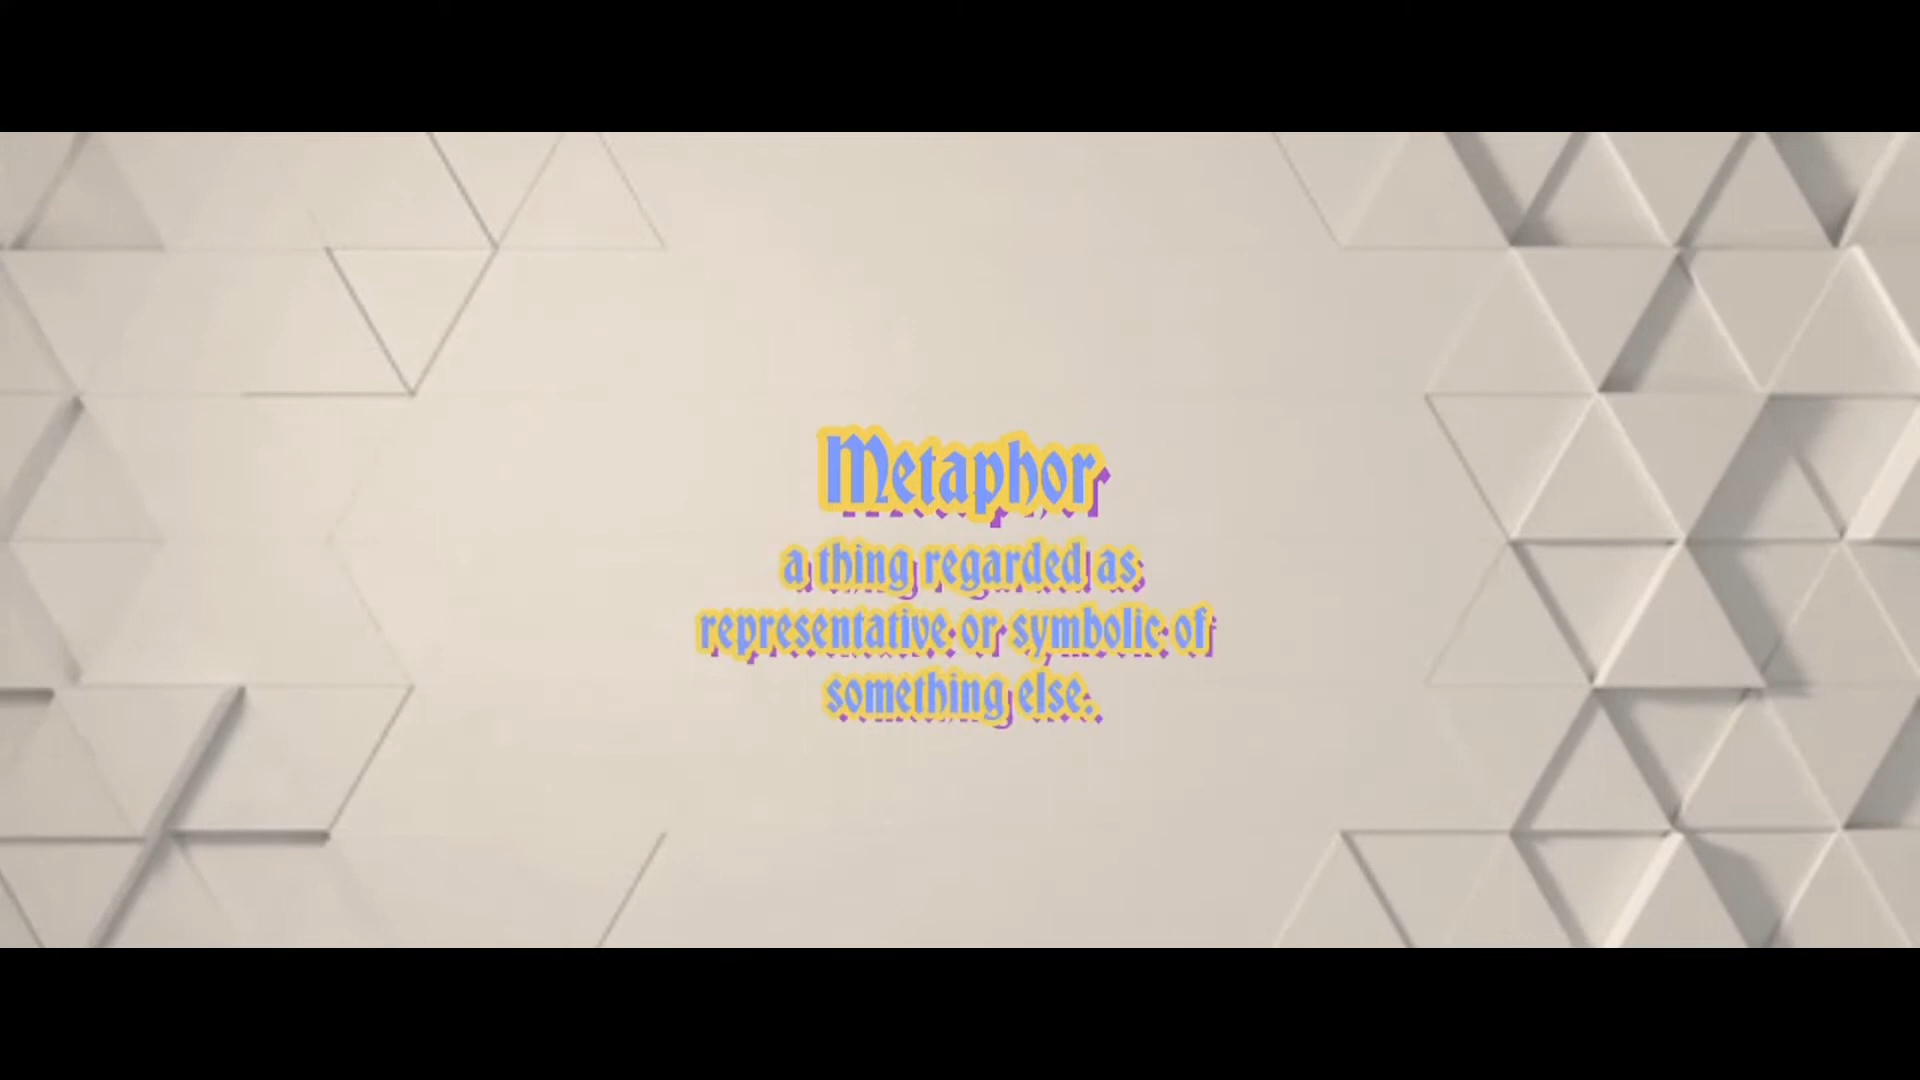 Metaphor
a thing regarded as
representative or symbolic of
something else.